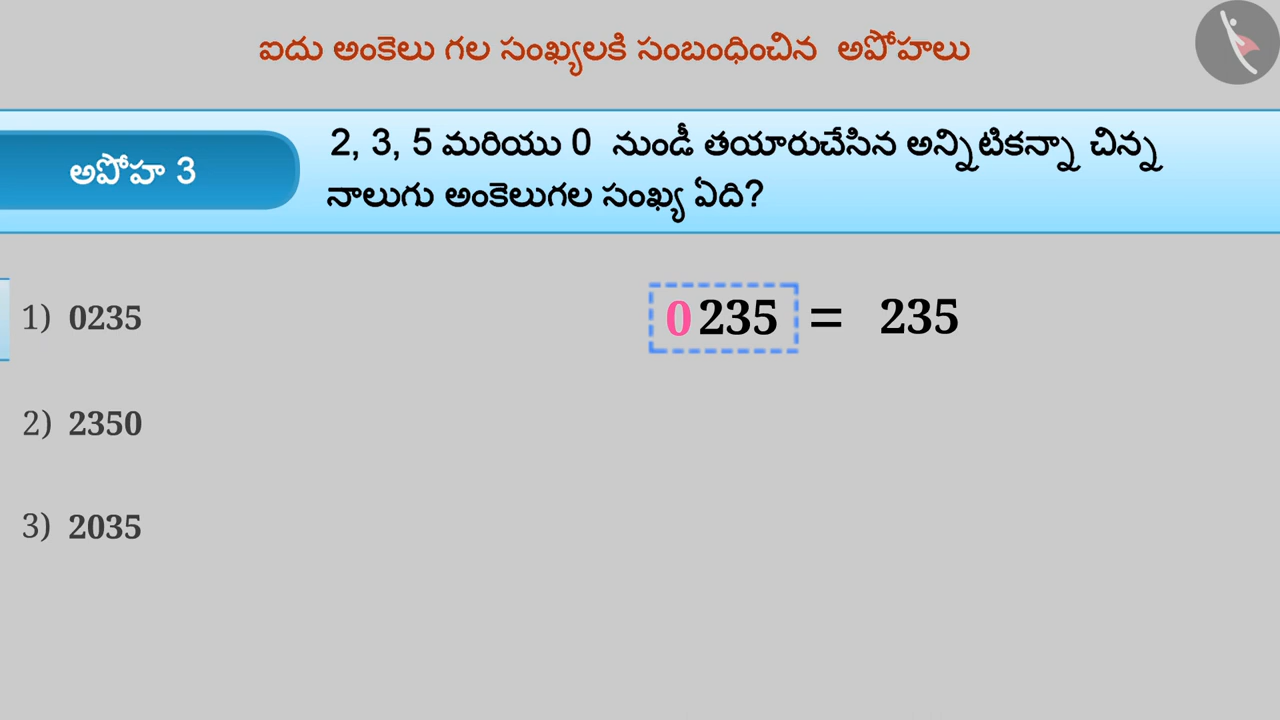 ఐదు అంకెలు గల సంఖ్యలకి సంబంధించిన అపోహలు
అపోహ 3
2, 3, 5 మరియు 0 నుండీ తయారుచేసిన అన్నిటికన్నా చిన్న
నాలుగు అంకెలుగల సంఖ్య ఏది?
1) 0235
0235 = 235
2) 2350
3) 2035